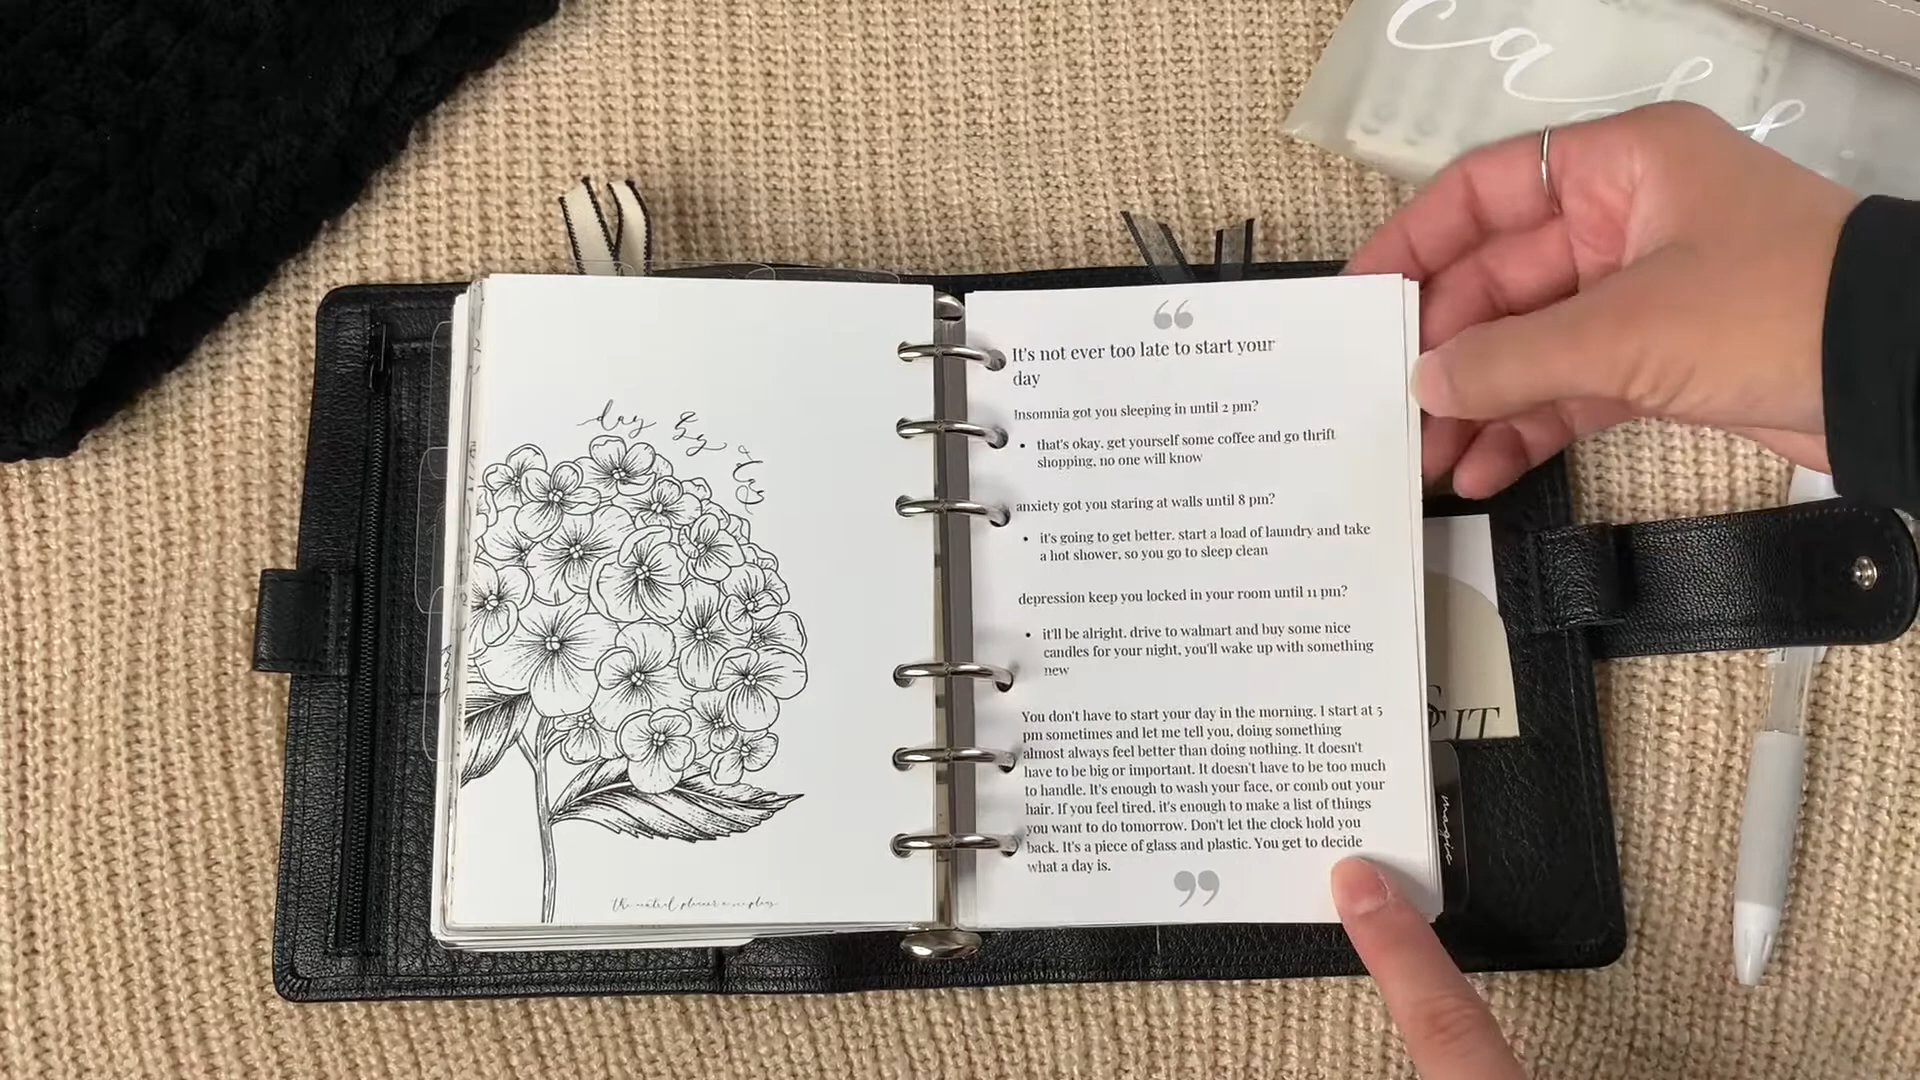 day by day
“
It's not ever too late to start your
day
Insomnia got you sleeping in until 2 pm?
• that's okay. get yourself some coffee and go thrift
shopping, no one will know
anxiety got you staring at walls until 8 pm?
• it's going to get better. start a load of laundry and take
a hot shower. so you go to sleep clean
depression keep you locked in your room until 11 pm?
• it'll be alright. drive to walmart and buy some nice
candles for your night, you'll wake up with something
new
You don't have to start your day in the morning. I start at 5
pm sometimes and let me tell you, doing something
almost always feel better than doing nothing. It doesn't
have to be big or important. It doesn't have to be too much
to handle. It's enough to wash your face, or comb out your
hair. If you feel tired. it's enough to make a list of things
you want to do tomorrow. Don't let the clock hold you
back. It's a piece of glass and plastic. You get to decide
what a day is.
”
magic